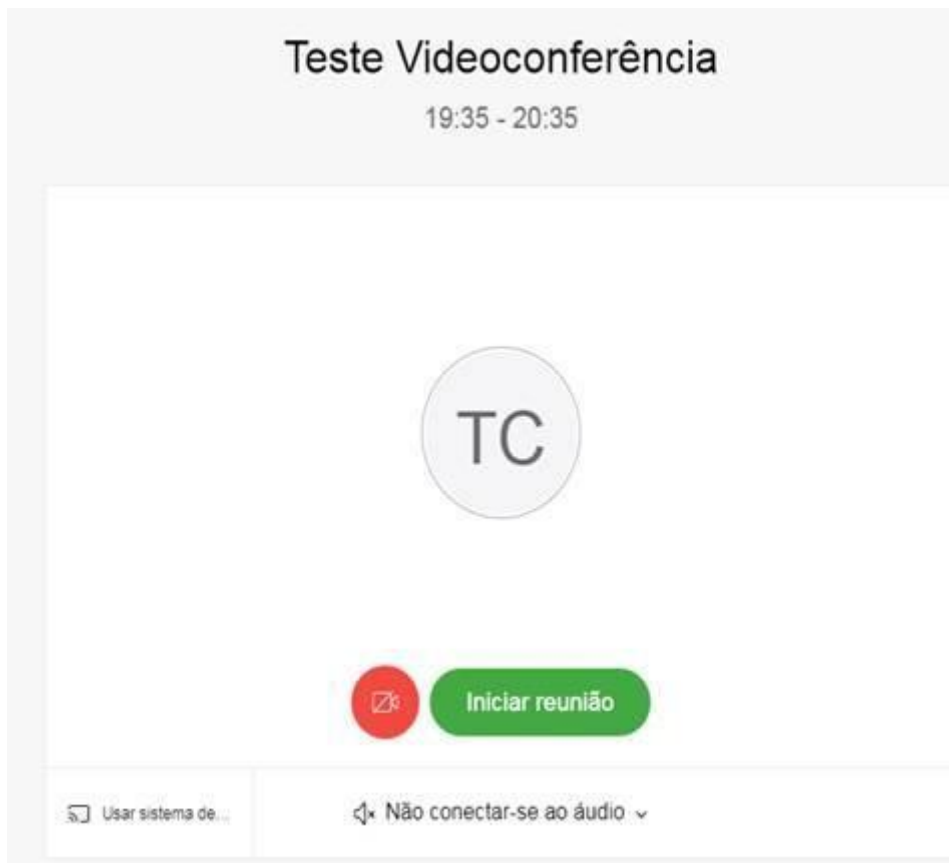 Teste Videoconferência
19:35 - 20:35
TC
Iniciar reunião
Usar sistema de...
Não conectar-se ao áudio